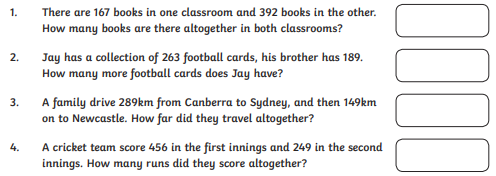 1. There are 167 books in one classroom and 392 books in the other.
How many books are there altogether in both classrooms?
2. Jay has a collection of 263 football cards, his brother has 189.
How many more football cards does Jay have?
3. A family drive 289km from Canberra to Sydney, and then 149km
on to Newcastle. How far did they travel altogether?
4. A cricket team score 456 in the first innings and 249 in the second
innings. How many runs did they score altogether?